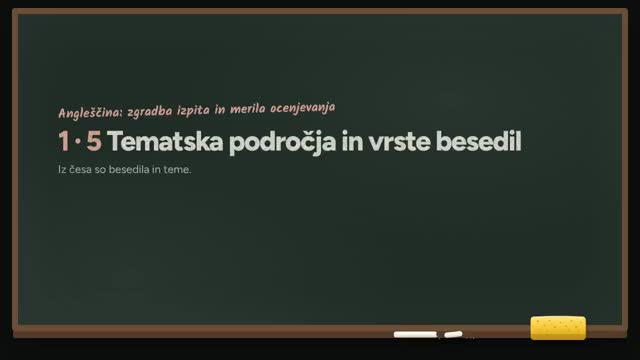 Angleščina: zgradba izpita in merila ocenjevanja
1 · 5 Tematska področja in vrste besedil
Iz česa so besedila in teme.